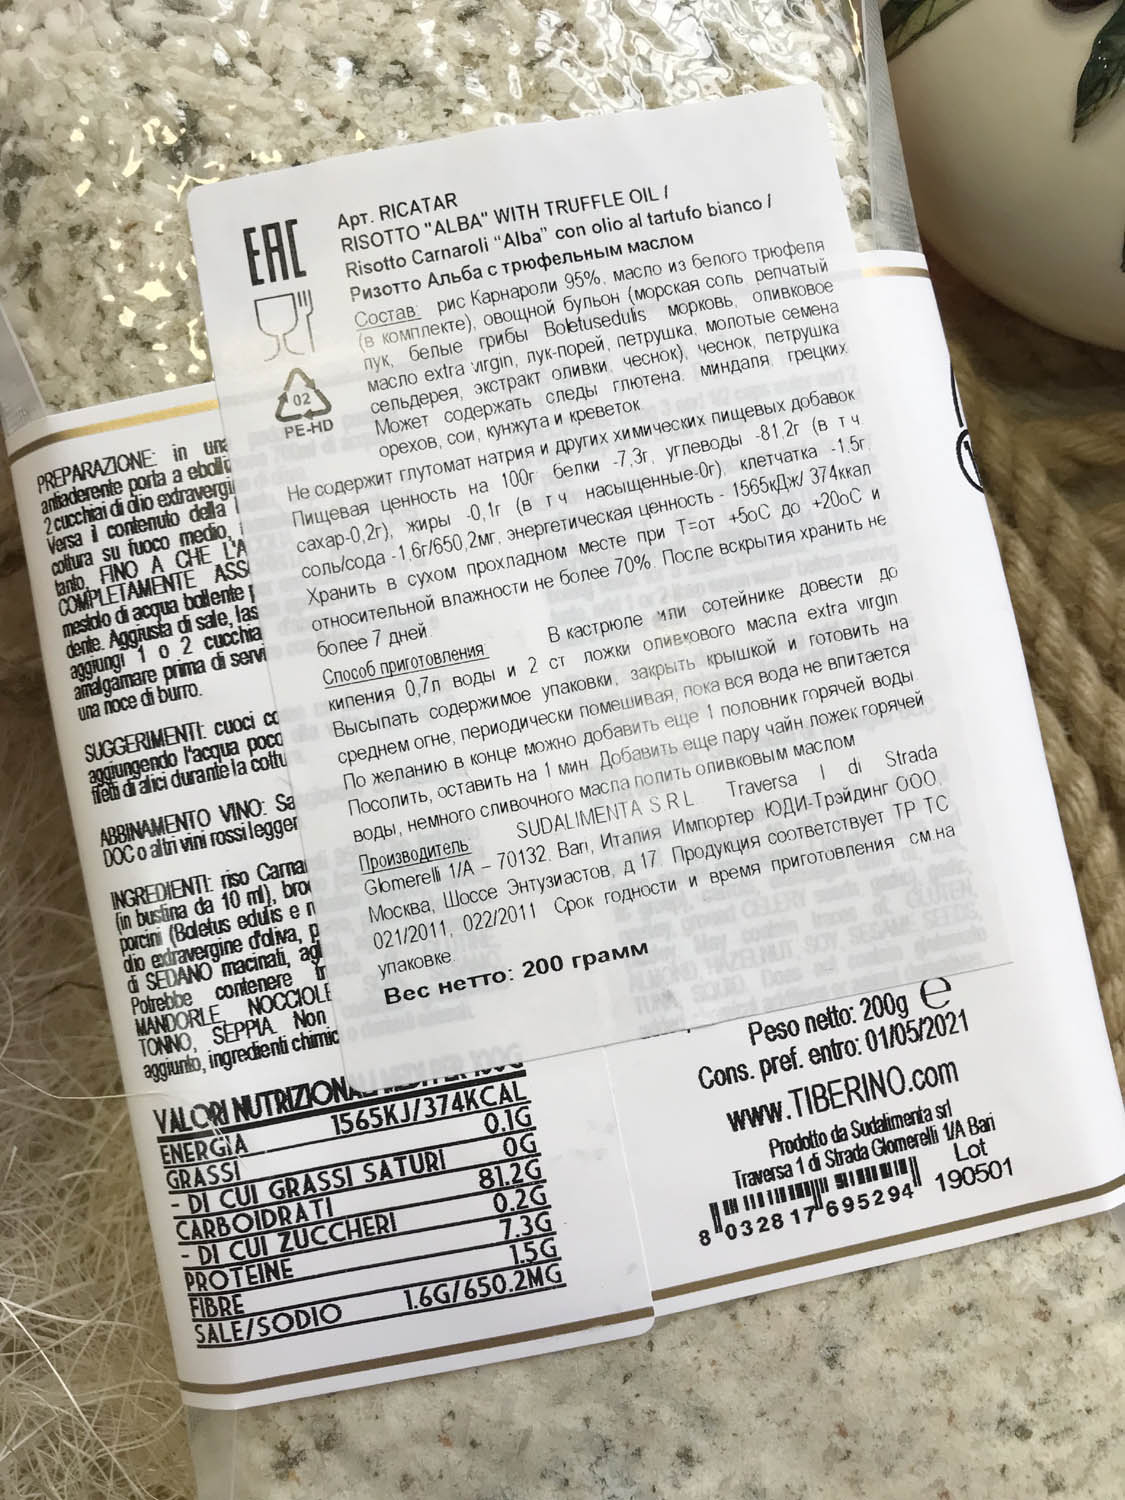 EAC
02
PE-HD
Арт. RICATAR
RISOTTO "ALBA" WITH TRUFFLE OIL /
Risotto Carnaroli "Alba" con olio al tartufo bianco /
Ризотто Альба с трюфельным маслом
Состав: рис Карнароли 95%, масло из белого трюфеля
(в комплекте), овощной бульон (морская соль репчатый
лук, белые грибы Boletusedulis морковь, оливковое
масло extra virgin, лук-порей, петрушка, молотые семена
сельдерея, экстракт оливки, чеснок), чеснок, петрушка
Может содержать следы глютена, миндаля, грецких
орехов, сои, кунжута и креветок
Не содержит глутомат натрия и других химических пищевых добавок
Пищевая ценность на 100г: белки -7,3г, углеводы -81,2г (в т ч
сахар-0,2г), жиры -0,1г (в т ч насыщенные-0г), клетчатка -1,5г,
соль/сода -1,6г/650,2мг, энергетическая ценность - 1565кДж/ 374ккал
Хранить в сухом прохладном месте при Т=от +5оС до +20оС и
относительной влажности не более 70%. После вскрытия хранить не
более 7 дней.
Способ приготовления: В кастрюле или сотейнике довести до
кипения 0,7л воды и 2 ст ложки оливкового масла extra virgin
Высыпать содержимое упаковки, закрыть крышкой и готовить на
среднем огне, периодически помешивая, пока вся вода не впитается
По желанию в конце можно добавить еще 1 половник горячей воды
Посолить, оставить на 1 мин Добавить еще пару чайн ложек горячей
воды, немного сливочного масла полить оливковым маслом
Производитель SUDALIMENTA S R L. Traversa I di Strada
Glomerelli 1/A – 70132, Bari, Италия Импортер ЮДИ-Трэйдинг ООО,
Москва, Шоссе Энтузиастов, д 17. Продукция соответствует ТР ТС
021/2011, 022/2011 Срок годности и время приготовления см.на
упаковке.
Вес нетто: 200 грамм
PREPARAZIONE: in
antiaderente porta a
2 cucchiai di olio
Versa il contenuto della
cottura su fuoco medio,
tanto, FINO A CHE L'A
COMPLETAMENTE
mestolo di acqua bollente
dente. Aggiusta di sale,
aggiungi 1 o 2
amalgamare prima di
una noce di burro.
SUGGERIMENTI: cuoci
aggiungendo l'acqua poco
filetti di alici durante la
ABBINAMENTO VINO:
DOC o altri vini rossi
INGREDIENTI: riso
(in bustina da 10 ml),
porcini (Boletus edulis e
olio extravergine d'oliva,
di SEDANO macinati,
Potrebbe contenere
MANDORLE, NOCCIOLE
TONNO, SEPPIA. Non
aggiunto, ingredienti
VALORI
ENERGIA 1565KJ/374KCAL
GRASSI 0.1G
- DI CUI GRASSI SATURI 0G
CARBOIDRATI 81.2G
- DI CUI ZUCCHERI 0.2G
PROTEINE 7.3G
FIBRE 1.5G
SALE/SODIO 1.6G/650.2MG
Peso netto: 200g e
Cons. pref. entro: 01/05/2021
www.TIBERINO.com
Prodotto da Sudalimenta srl
Traversa 1 di Strada Glomerelli 1/A Bari
Lot
190501
8 032817 695294